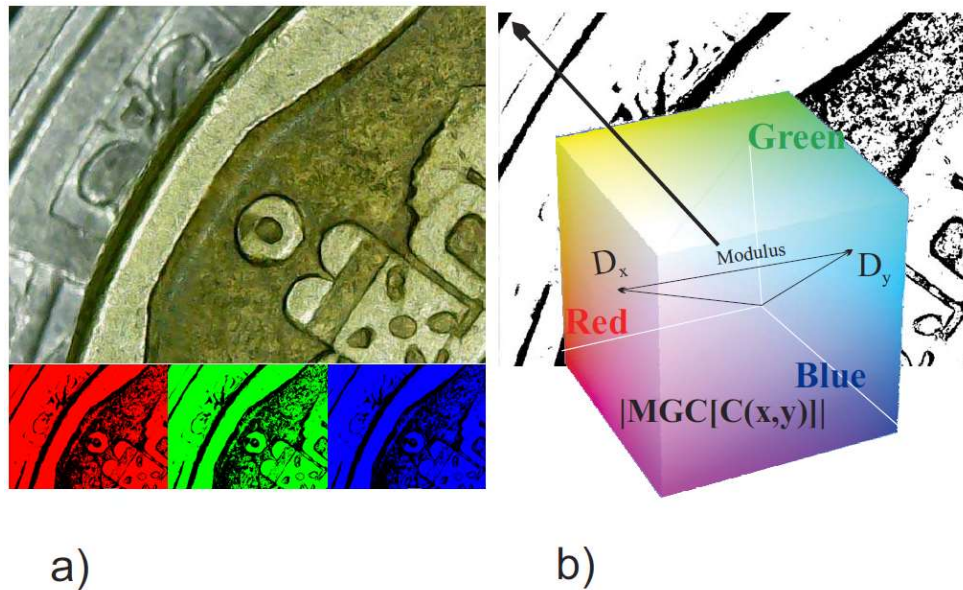 Green
Modulus
Dx
Dy
Red
Blue
|MGC[C(x,y)]|
a)
b)